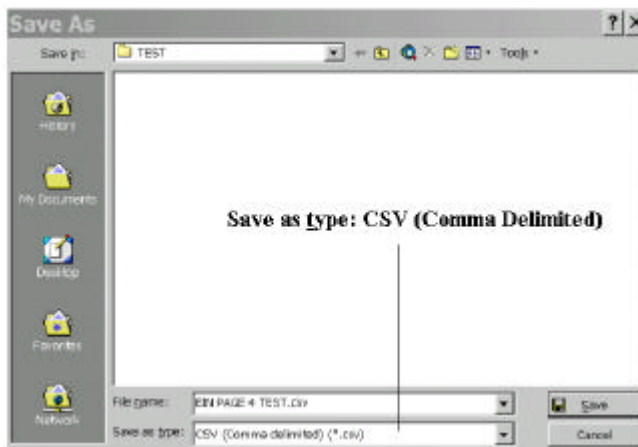 Save As
Save in:
TEST
Tools
History
My Documents
Desktop
Favorites
Network
Save as type: CSV (Comma Delimited)
File name:
EIN PAGE 4 TEST.csv
Save
Save as type:
CSV (Comma delimited) (*.csv)
Cancel